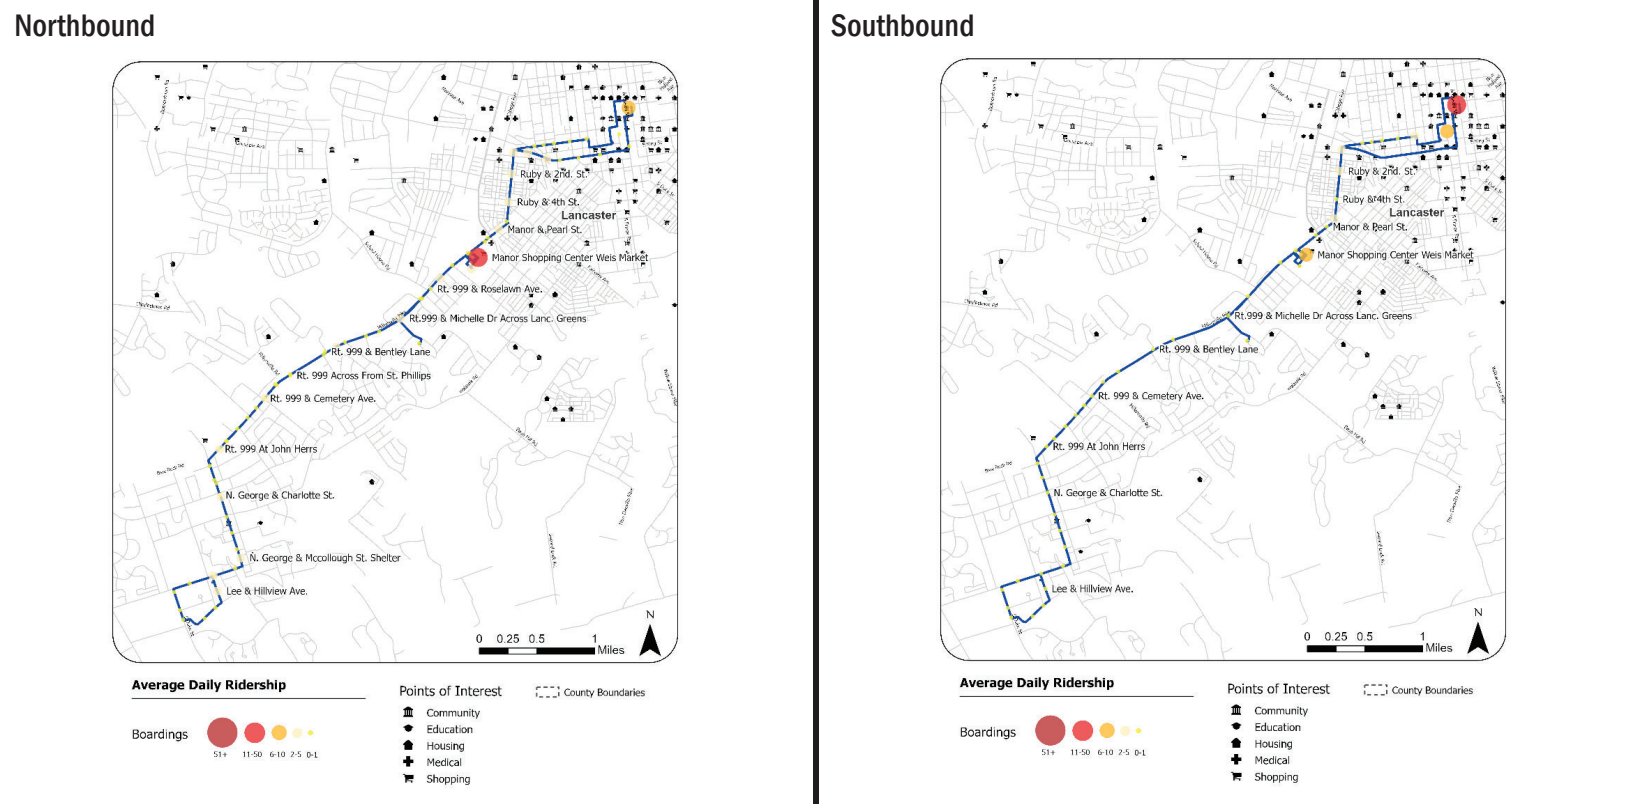 Northbound
Ruby & 2nd. St.
Ruby & 4th St.
Lancaster
Manor & Pearl St.
Manor Shopping Center Weis Market
Rt. 999 & Roselawn Ave.
Rt.999 & Michelle Dr Across Lanc. Greens
Rt. 999 & Bentley Lane
Rt. 999 Across From St. Phillips
Rt. 999 & Cemetery Ave.
Rt. 999 At John Herrs
N. George & Charlotte St.
N. George & Mccollough St. Shelter
Lee & Hillview Ave.
N
0 0.25 0.5 1
Miles
Average Daily Ridership
Boardings
51+ 11-50 6-10 2-5 0-1
Points of Interest
Community
Education
Housing
Medical
Shopping
County Boundaries
Southbound
Ruby & 2nd. St.
Ruby & 4th St.
Lancaster
Manor & Pearl St.
Manor Shopping Center Weis Market
Rt.999 & Michelle Dr Across Lanc. Greens
Rt. 999 & Bentley Lane
Rt. 999 & Cemetery Ave.
Rt. 999 At John Herrs
N. George & Charlotte St.
Lee & Hillview Ave.
N
0 0.25 0.5 1
Miles
Average Daily Ridership
Boardings
51+ 11-50 6-10 2-5 0-1
Points of Interest
Community
Education
Housing
Medical
Shopping
County Boundaries